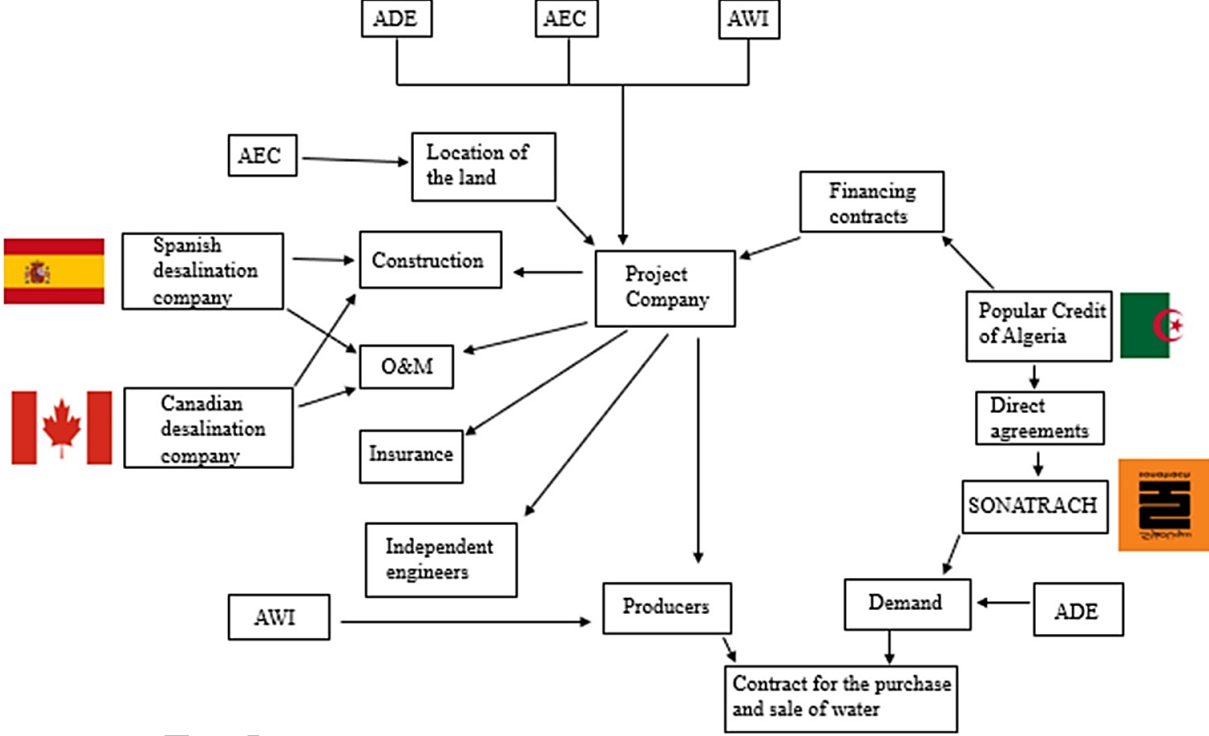 ADE
AEC
AWI
AEC
Location of
the land
Financing
contracts
Spanish
desalination
company
Construction
Project
Company
Popular Credit
of Algeria
O&M
Canadian
desalination
company
Direct
agreements
Insurance
SONATRACH
Independent
engineers
AWI
Producers
Demand
ADE
Contract for the purchase
and sale of water